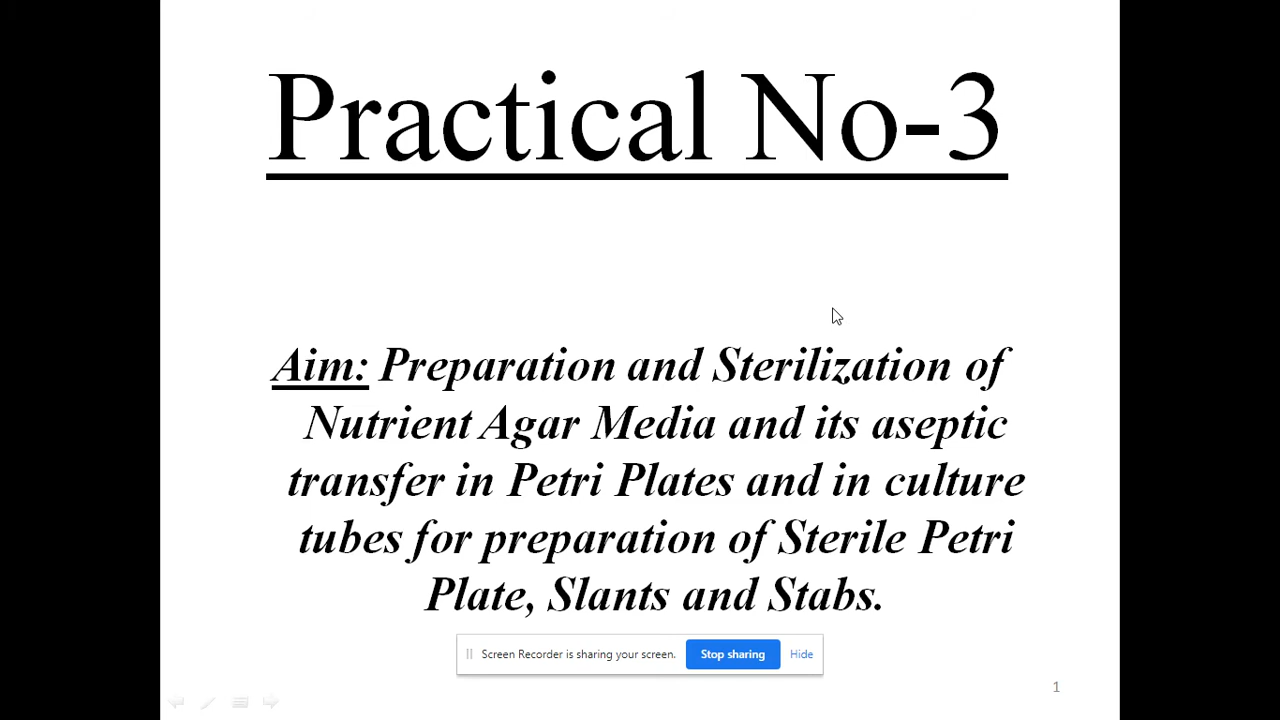 Practical No-3
Aim: Preparation and Sterilization of
Nutrient Agar Media and its aseptic
transfer in Petri Plates and in culture
tubes for preparation of Sterile Petri
Plate, Slants and Stabs.
Screen Recorder is sharing your screen. Stop sharing Hide
1